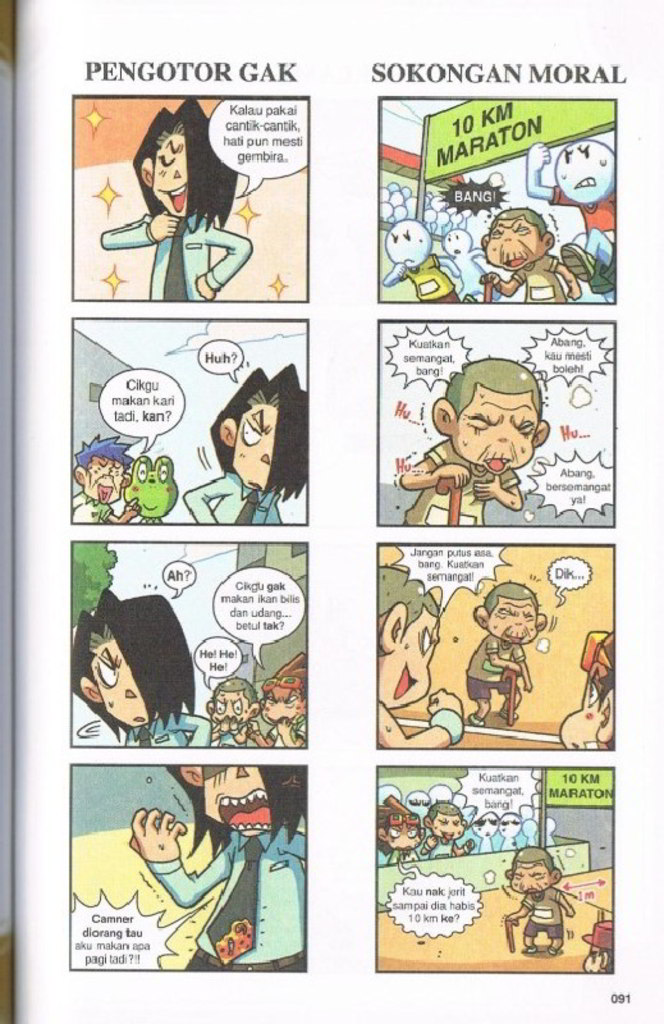 PENGOTOR GAK
Kalau pakai
cantik-cantik,
hati pun mesti
gembira.
Huh?
Cikgu
makan kari
tadi, kan?
Ah?
Cikgu gak
makan ikan bilis
dan udang...
betul tak?
He! He!
He!
Camner
diorang tau
aku makan apa
pagi tadi?!!
SOKONGAN MORAL
10 KM
MARATON
BANG!
Kuatkan
semangat,
bang!
Abang,
kau mesti
boleh!
Hu...
Hu...
Hu...
Abang,
bersemangat
ya!
Jangan putus asa,
bang. Kuatkan
semangat!
Dik...
Kuatkan
semangat,
bang!
10 KM
MARATON
Kau nak jerit
sampai dia habis
10 km ke?
1m
091